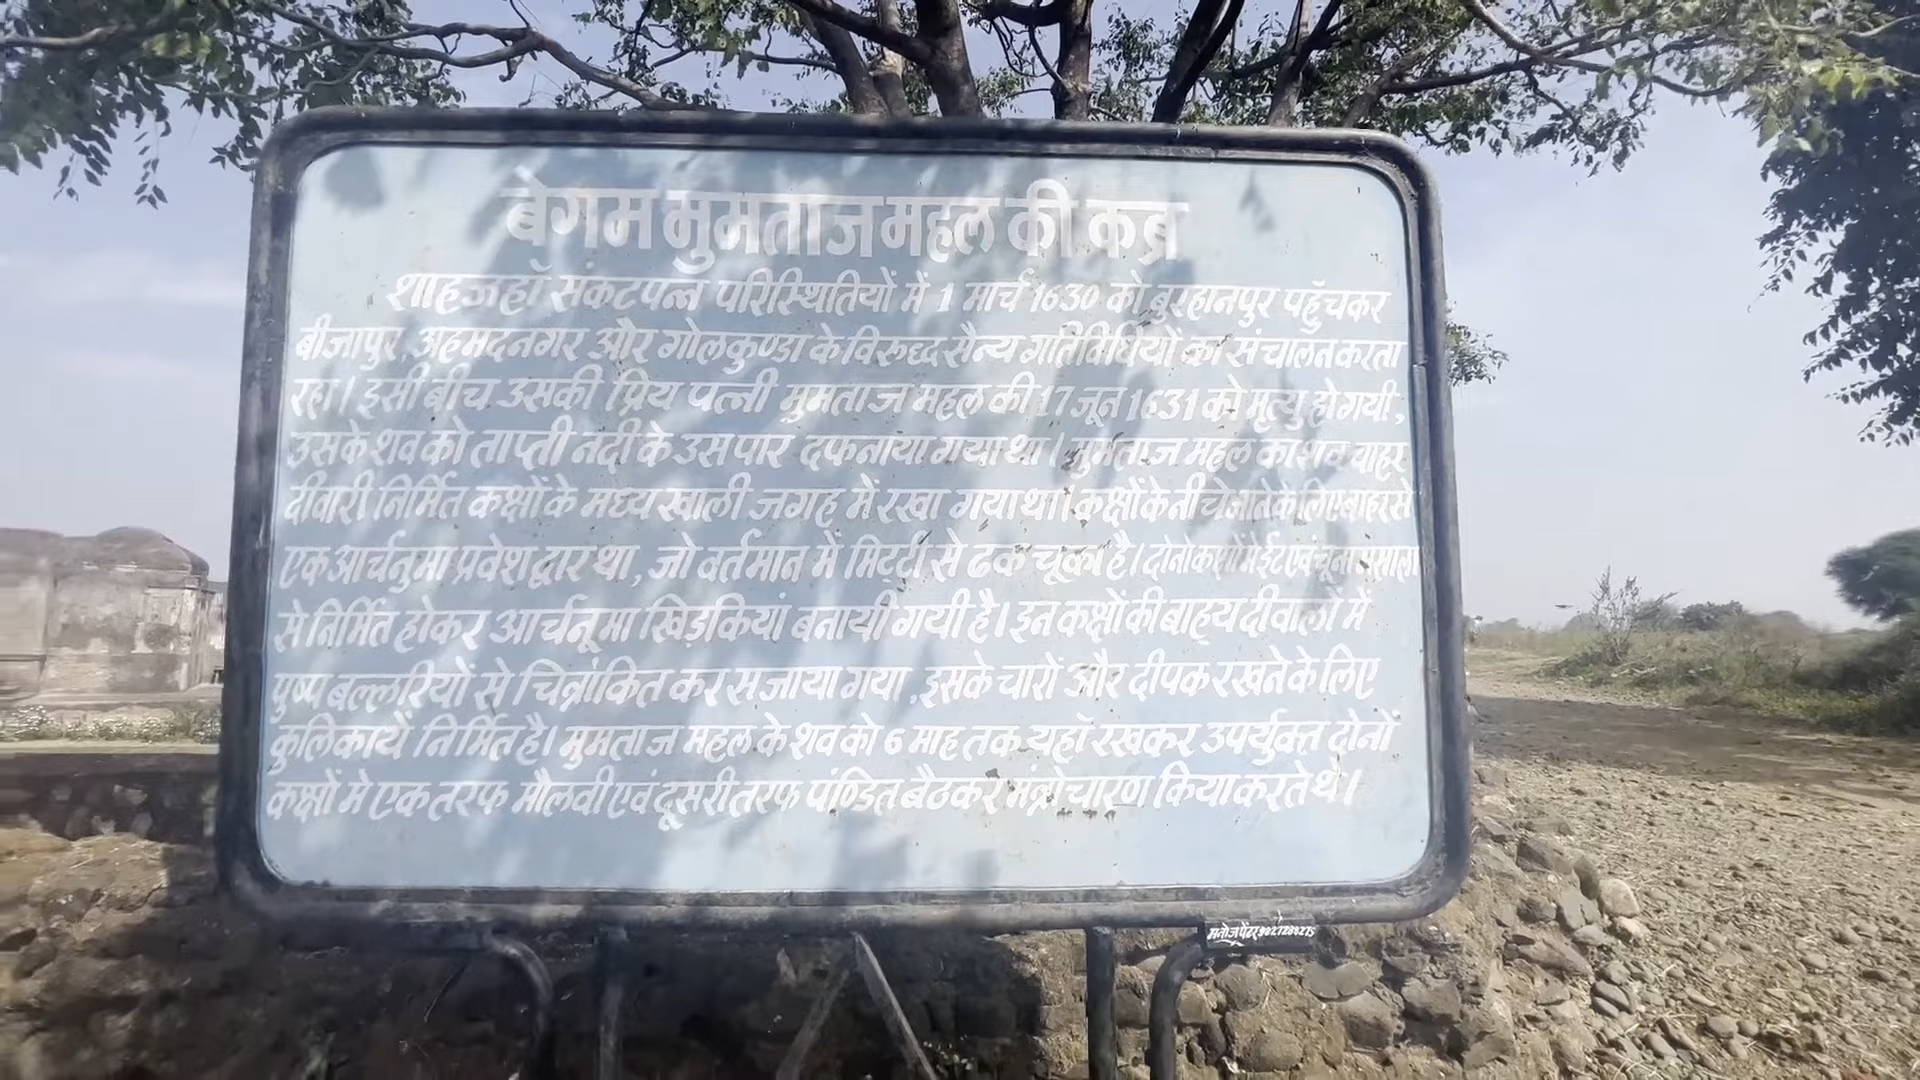 बेगम मुमताज महल की कब्र
शाहजहाॅ संकटपन्न परिस्थितियों में 1 मार्च 1630 को बुरहानपुर पहुॅचकर
बीजापुर, अहमदनगर और गोलकुण्डा के विरूध्द सैन्य गतिविधियों का संचालन करता
रहा। इसी बीच उसकी प्रिय पत्नी मुमताज महल की 17 जून 1631 को मृत्यु हो गयी,
उसके शव को ताप्ती नदी के उस पार दफनाया गया था। मुमताज महल का शव चाहर
दीवारी निर्मित कक्षों के मध्य खाली जगह में रखा गया था। कक्षों के नीचे जाने के लिए बाहर से
एक आर्चनुमा प्रवेश द्वार था, जो वर्तमान में मिट्टी से ढक चूका है। दोनो कक्षों में ईंट एवं चूना मसाला
से निर्मित होकर आर्चनूमा खिड़कियां बनायी गयी है। इन कक्षों की बाह्य दीवालों में
पुष्प बल्लरियों से चित्रांकित कर सजाया गया, इसके चारों और दीपक रखने के लिए
कुलिकायें निर्मित है। मुमताज महल के शव को 6 माह तक यहाॅ रखकर उपर्युक्त दोनों
कक्षों मे एक तरफ मौलवी एवं दूसरी तरफ पंण्डित बैठकर मंत्रोचारण किया करते थे।
मनोज पेंटर